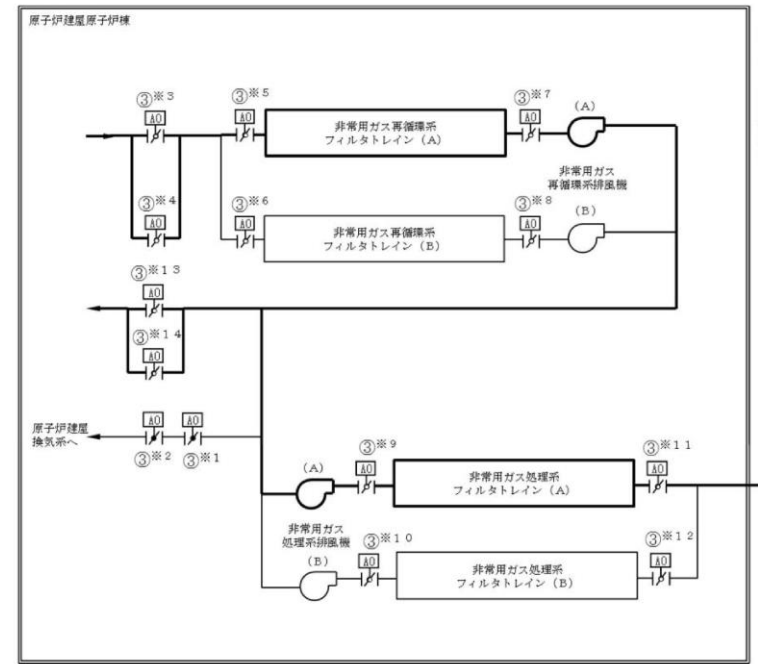 原子炉建屋原子炉棟
③※3
AO
③※5
AO
非常用ガス再循環系
フィルタトレイン(A)
③※7
AO
(A)
非常用ガス
再循環系排風機
③※4
AO
③※6
AO
非常用ガス再循環系
フィルタトレイン(B)
③※8
AO
(B)
③※13
AO
③※14
AO
原子炉建屋
換気系へ
AO
③※2
AO
③※1
(A)
③※9
AO
非常用ガス処理系
フィルタトレイン(A)
③※11
AO
非常用ガス
処理系排風機
(B)
③※10
AO
非常用ガス処理系
フィルタトレイン(B)
③※12
AO